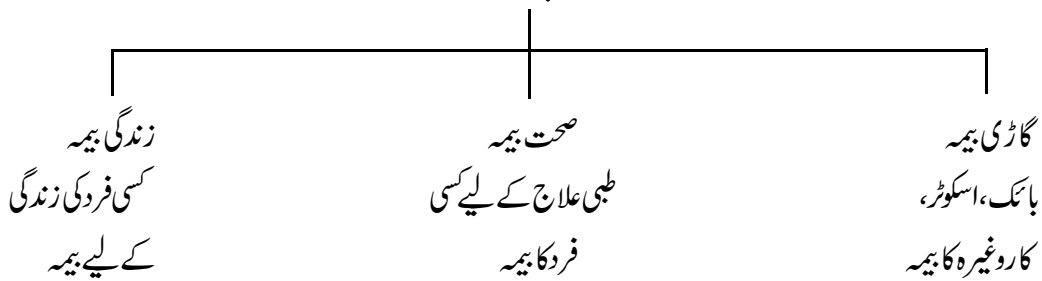 گاڑی بیمہ
بائک، اسکوٹر،
کار وغیرہ کا بیمہ
صحت بیمہ
طبی علاج کے لیے کسی
فرد کا بیمہ
زندگی بیمہ
کسی فرد کی زندگی
کے لیے بیمہ